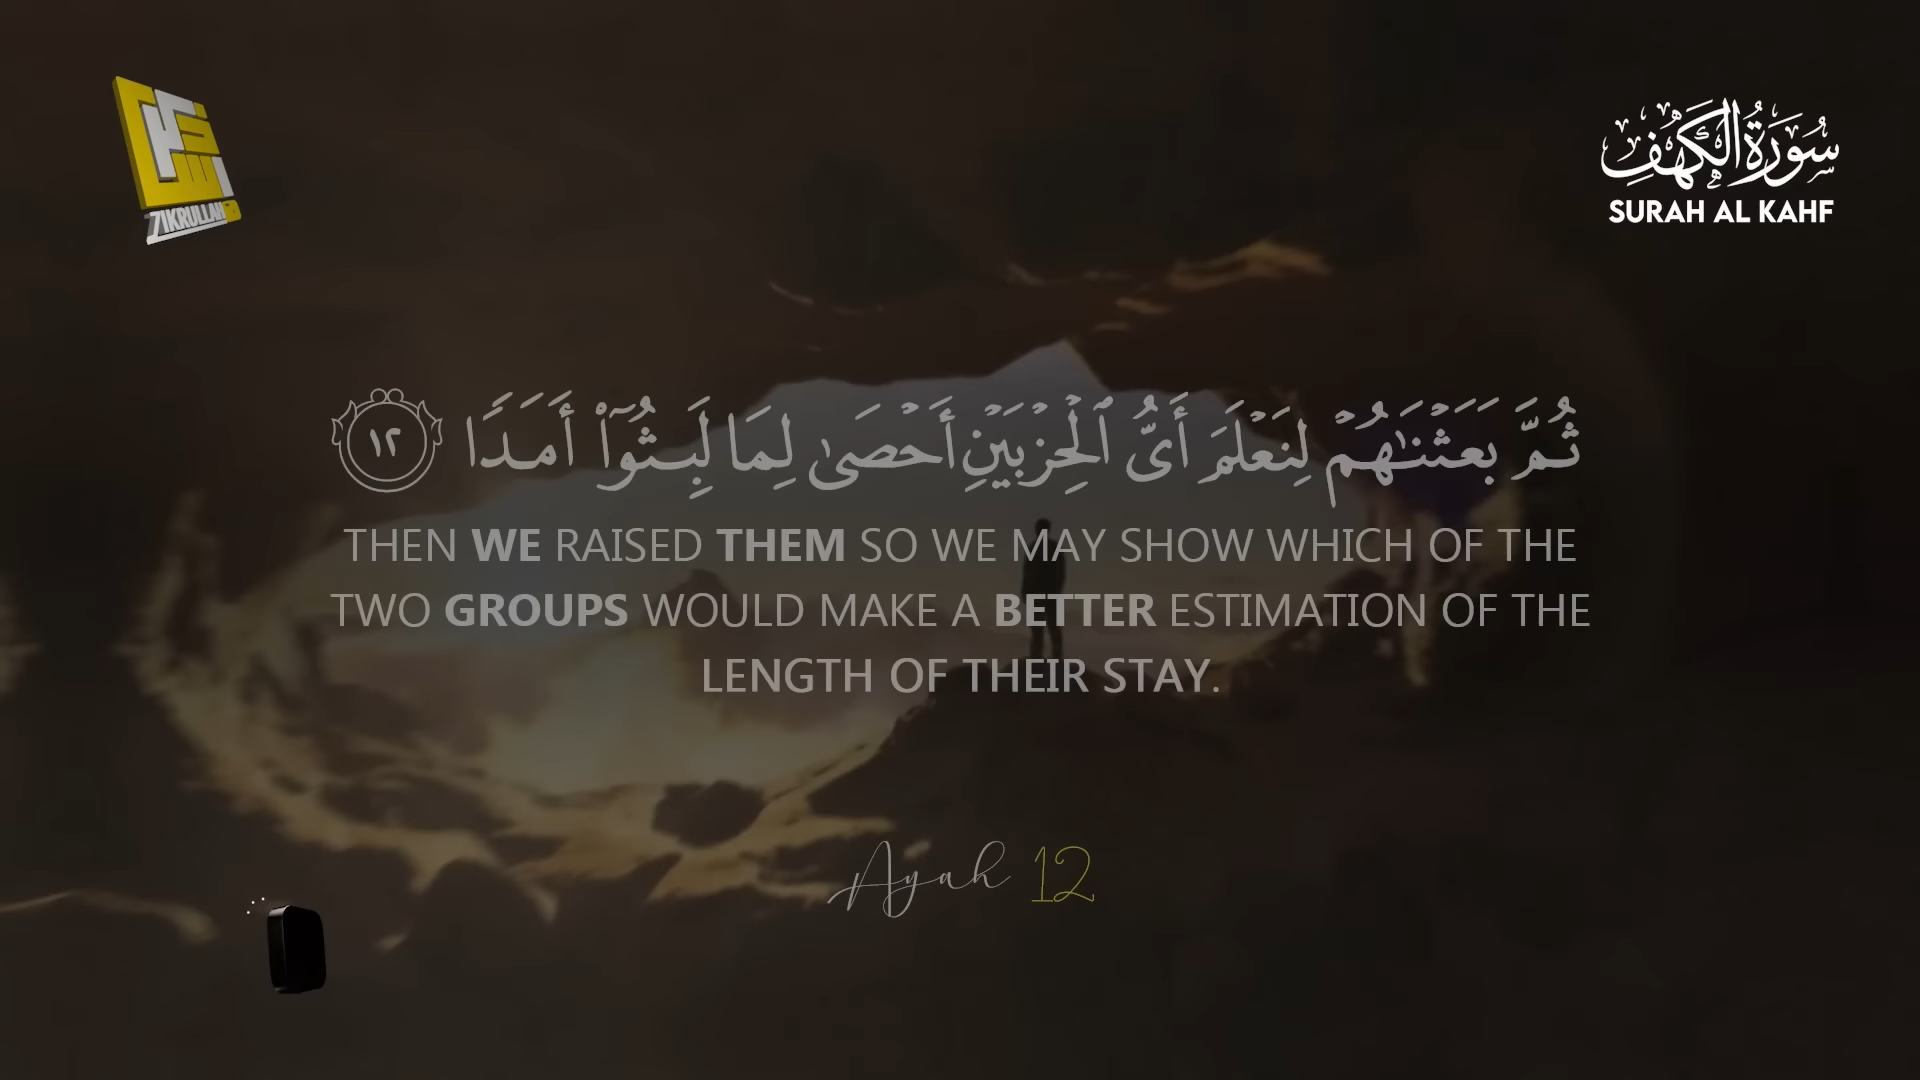 ZIKRULLAH
سُورَةُ الكَهْفِ
SURAH AL KAHF
ثُمَّ بَعَثْنَـٰهُمْ لِنَعْلَمَ أَىُّ ٱلْحِزْبَيْنِ أَحْصَىٰ لِمَا لَبِثُوٓا۟ أَمَدًا ١٢
THEN WE RAISED THEM SO WE MAY SHOW WHICH OF THE
TWO GROUPS WOULD MAKE A BETTER ESTIMATION OF THE
LENGTH OF THEIR STAY.
Ayah 12